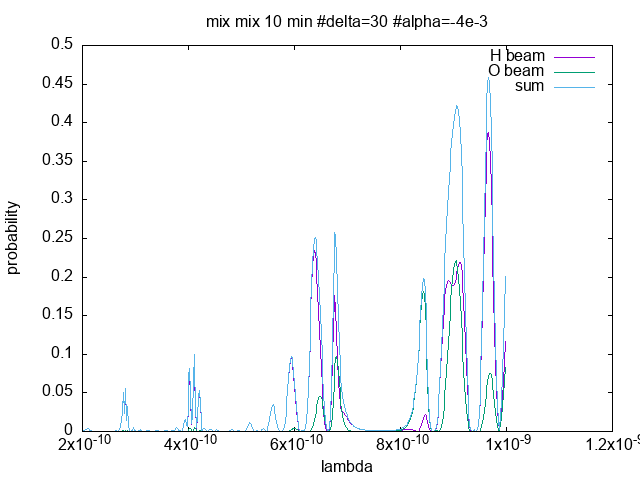 mix mix 10 min #delta=30 #alpha=-4e-3
H beam
O beam
sum
0.5
0.45
0.4
0.35
0.3
0.25
0.2
0.15
0.1
0.05
0
probability
2x10-10 4x10-10 6x10-10 8x10-10 1x10-9 1.2x10-9
lambda